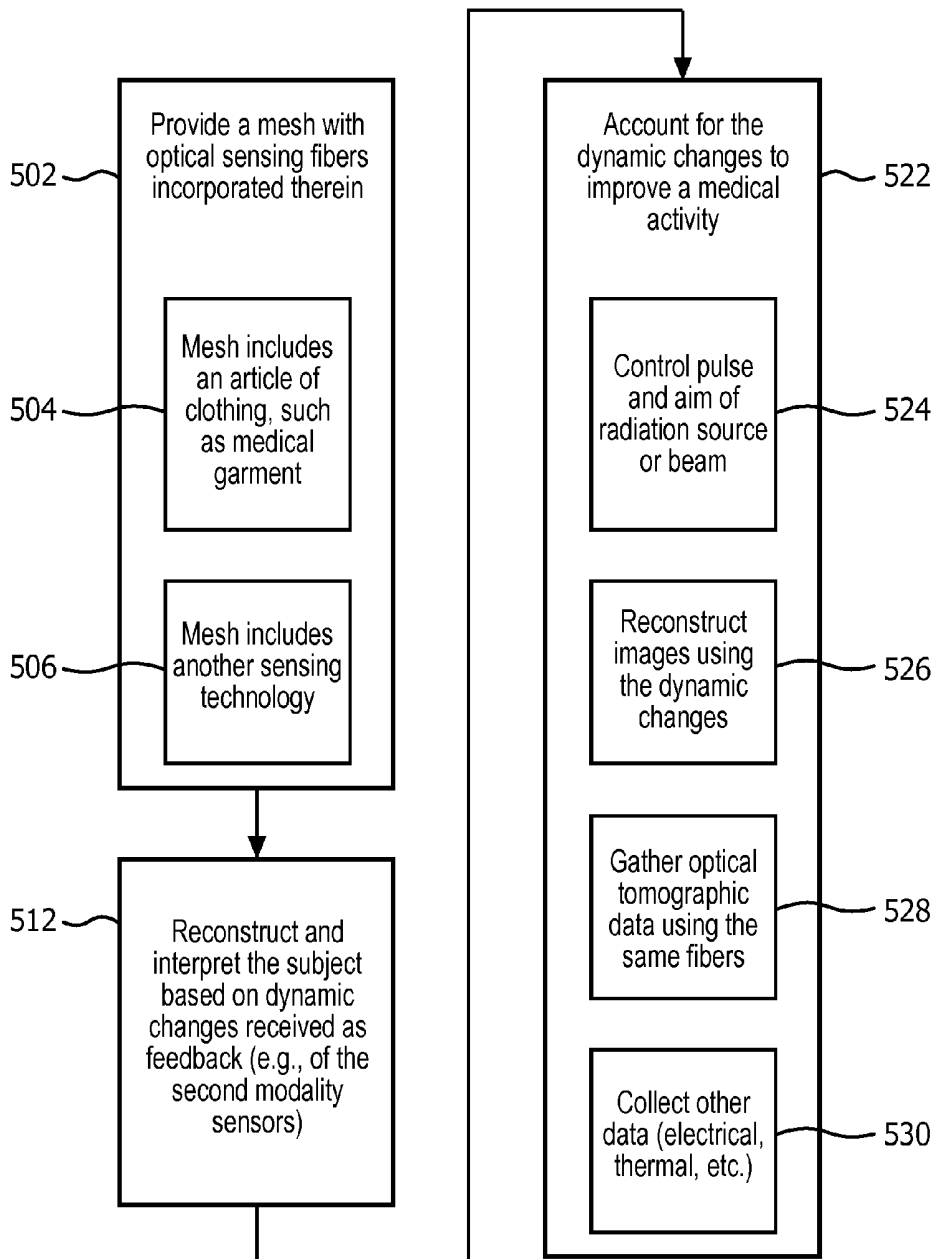 502
Provide a mesh with
optical sensing fibers
incorporated therein
504
Mesh includes
an article of
clothing, such
as medical
garment
506
Mesh includes
another sensing
technology
512
Reconstruct and
interpret the subject
based on dynamic
changes received as
feedback (e.g., of the
second modality
sensors)
Account for the
dynamic changes to
improve a medical
activity
522
Control pulse
and aim of
radiation source
or beam
524
Reconstruct
images using
the dynamic
changes
526
Gather optical
tomographic
data using the
same fibers
528
Collect other
data (electrical,
thermal, etc.)
530